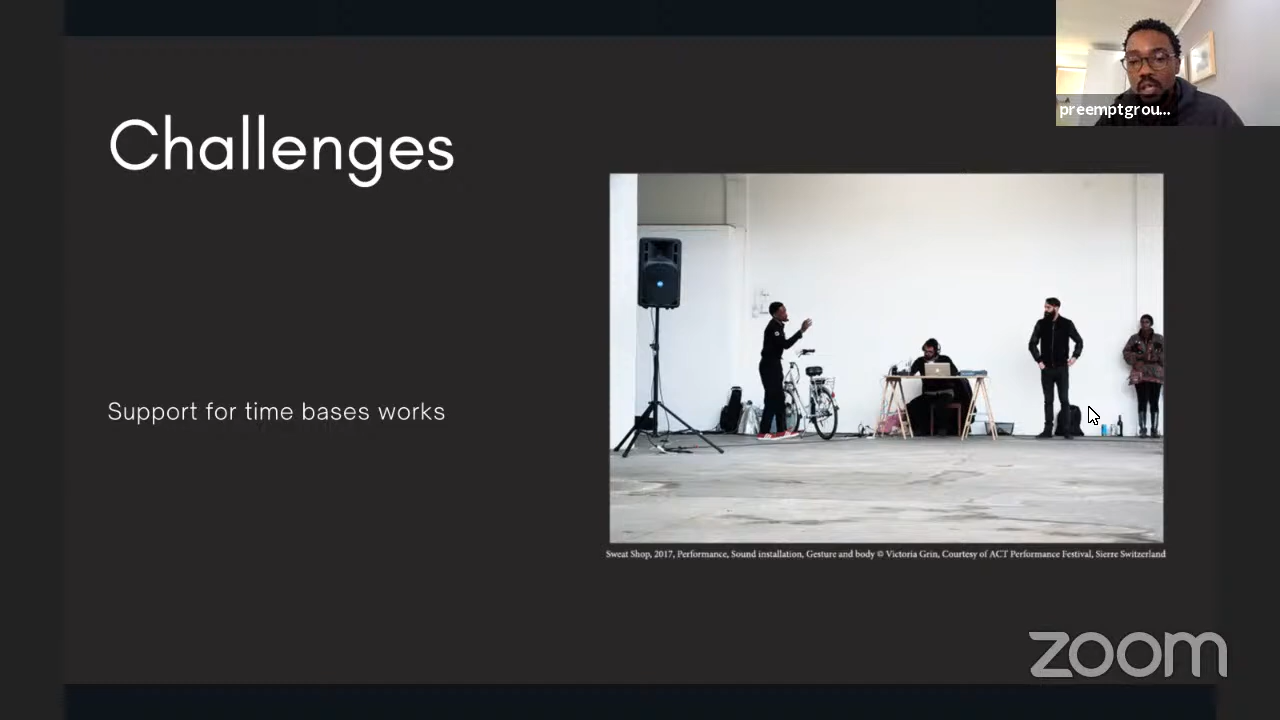 preemptgrou...
Challenges
Support for time bases works
Sweat Shop, 2017, Performance, Sound installation, Gesture and body © Victoria Grin, Courtesy of ACT Performance Festival, Sierre Switzerland
zoom